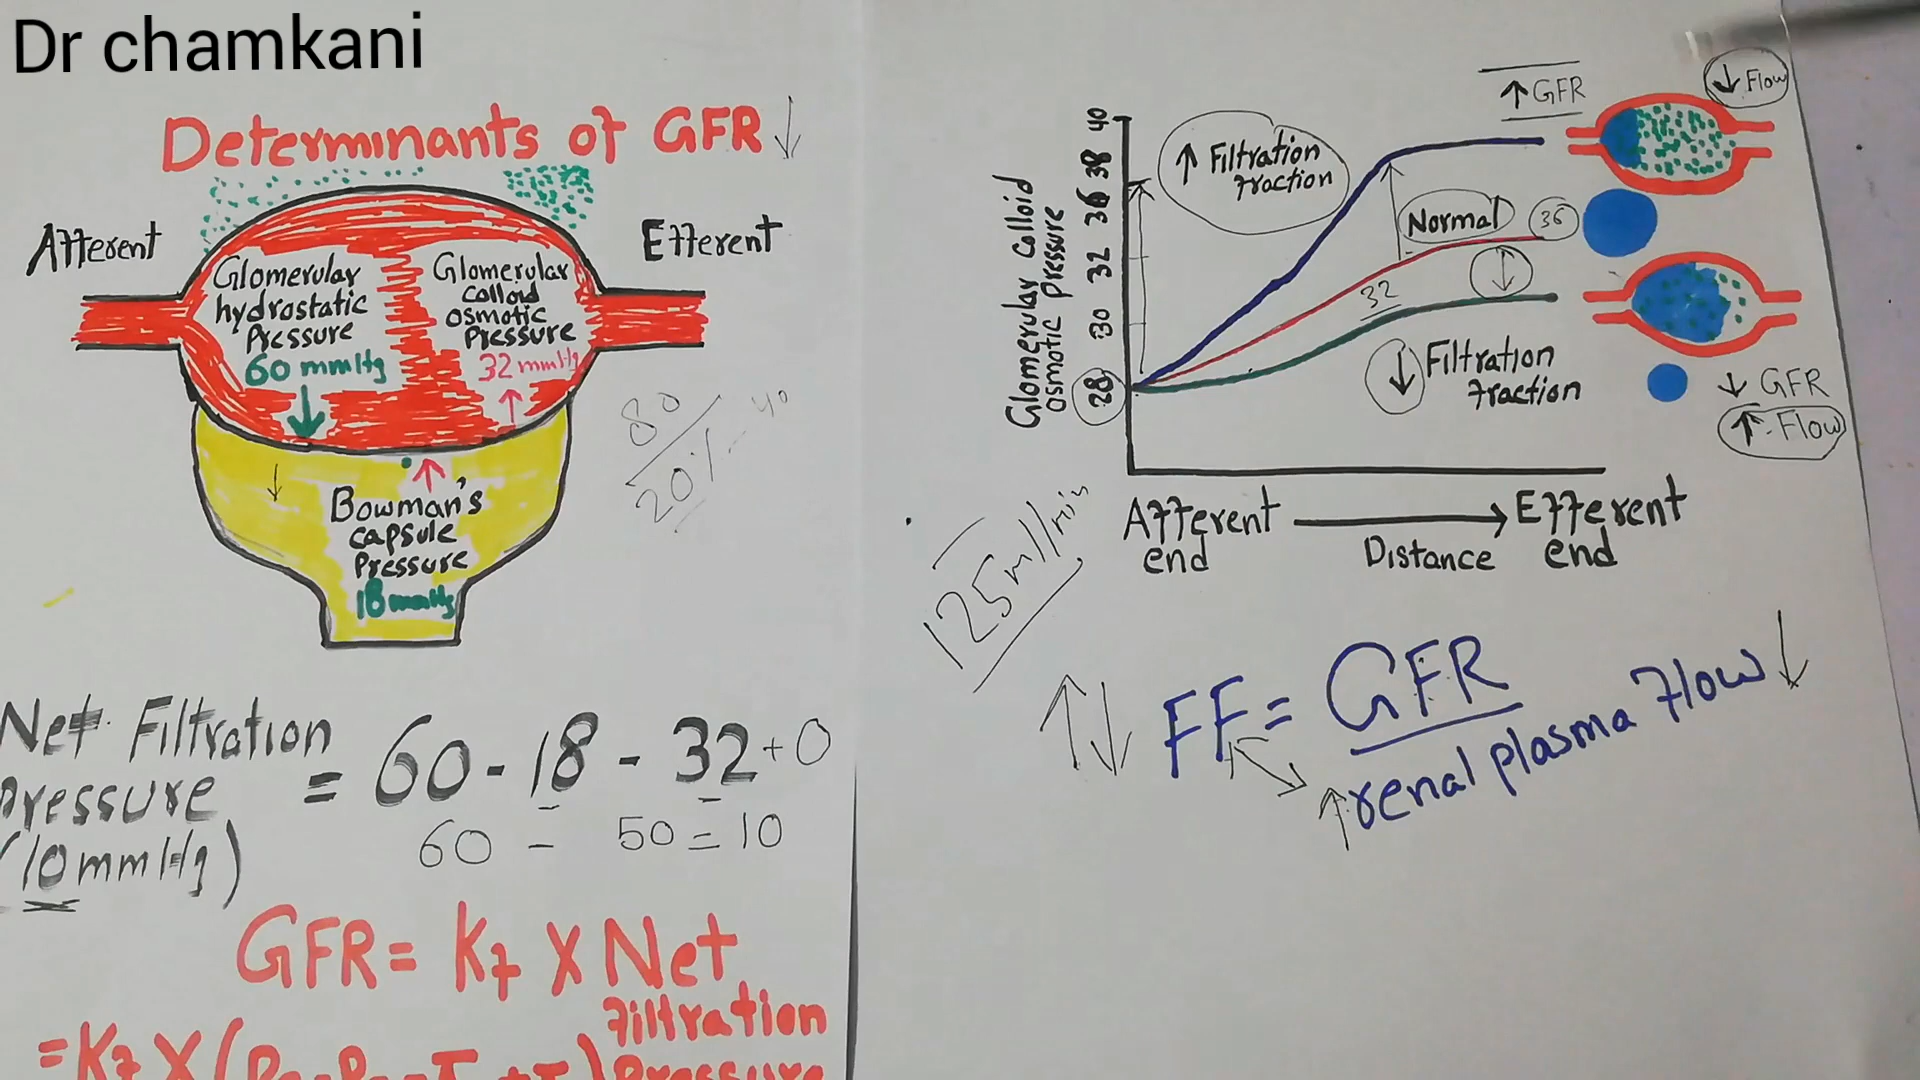 Dr chamkani
Determinants of GFR ↓
Afferent
Efferent
Glomerular
hydrostatic
Pressure
60 mmHg
Glomerular
colloid
osmotic
Pressure
32 mmHg
Bowman's
capsule
Pressure
18 mmHg
80
20%
40
Net Filtration
Pressure
(10 mmHg)
= 60 - 18 - 32 + 0
60 - 50 = 10
GFR = Kf X Net
Filtration
Pressure
= Kf X (
↑ GFR
↓ Flow
↑ Filtration
fraction
Normal
36
32
↓ Filtration
fraction
↓ GFR
↑ Flow
Glomerular colloid
osmotic pressure
40
38
36
32
30
28
Afferent
end
Distance
Efferent
end
125ml/min
↑↓ FF = GFR
↑ renal plasma flow ↓